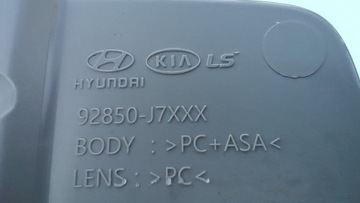 KIA LS
HYUNDAI
92850-J7XXX
BODY : >PC+ASA<
LENS: >PC<